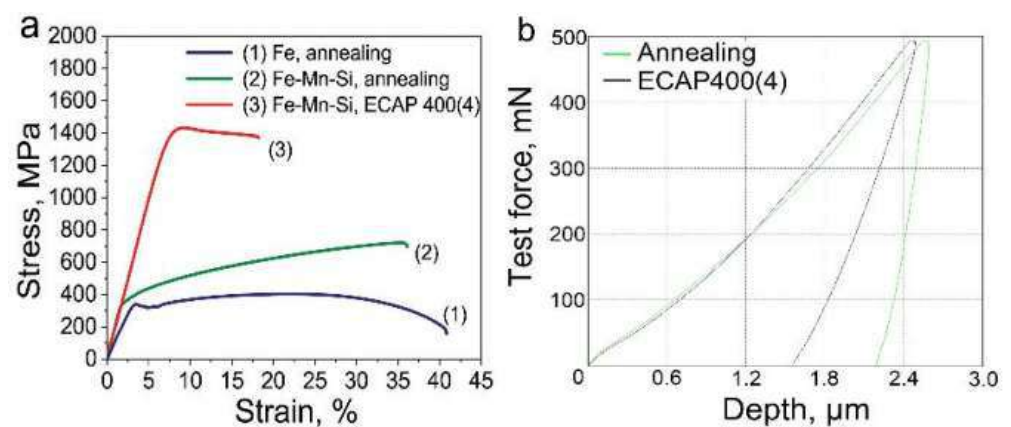 a
Stress, MPa
2000
1800
1600
1400
1200
1000
800
600
400
200
0
(1) Fe, annealing
(2) Fe-Mn-Si, annealing
(3) Fe-Mn-Si, ECAP 400(4)
(3)
(2)
(1)
0 5 10 15 20 25 30 35 40 45
Strain, %
b
Test force, mN
500
400
300
200
100
Annealing
ECAP400(4)
0 0.6 1.2 1.8 2.4 3.0
Depth, µm